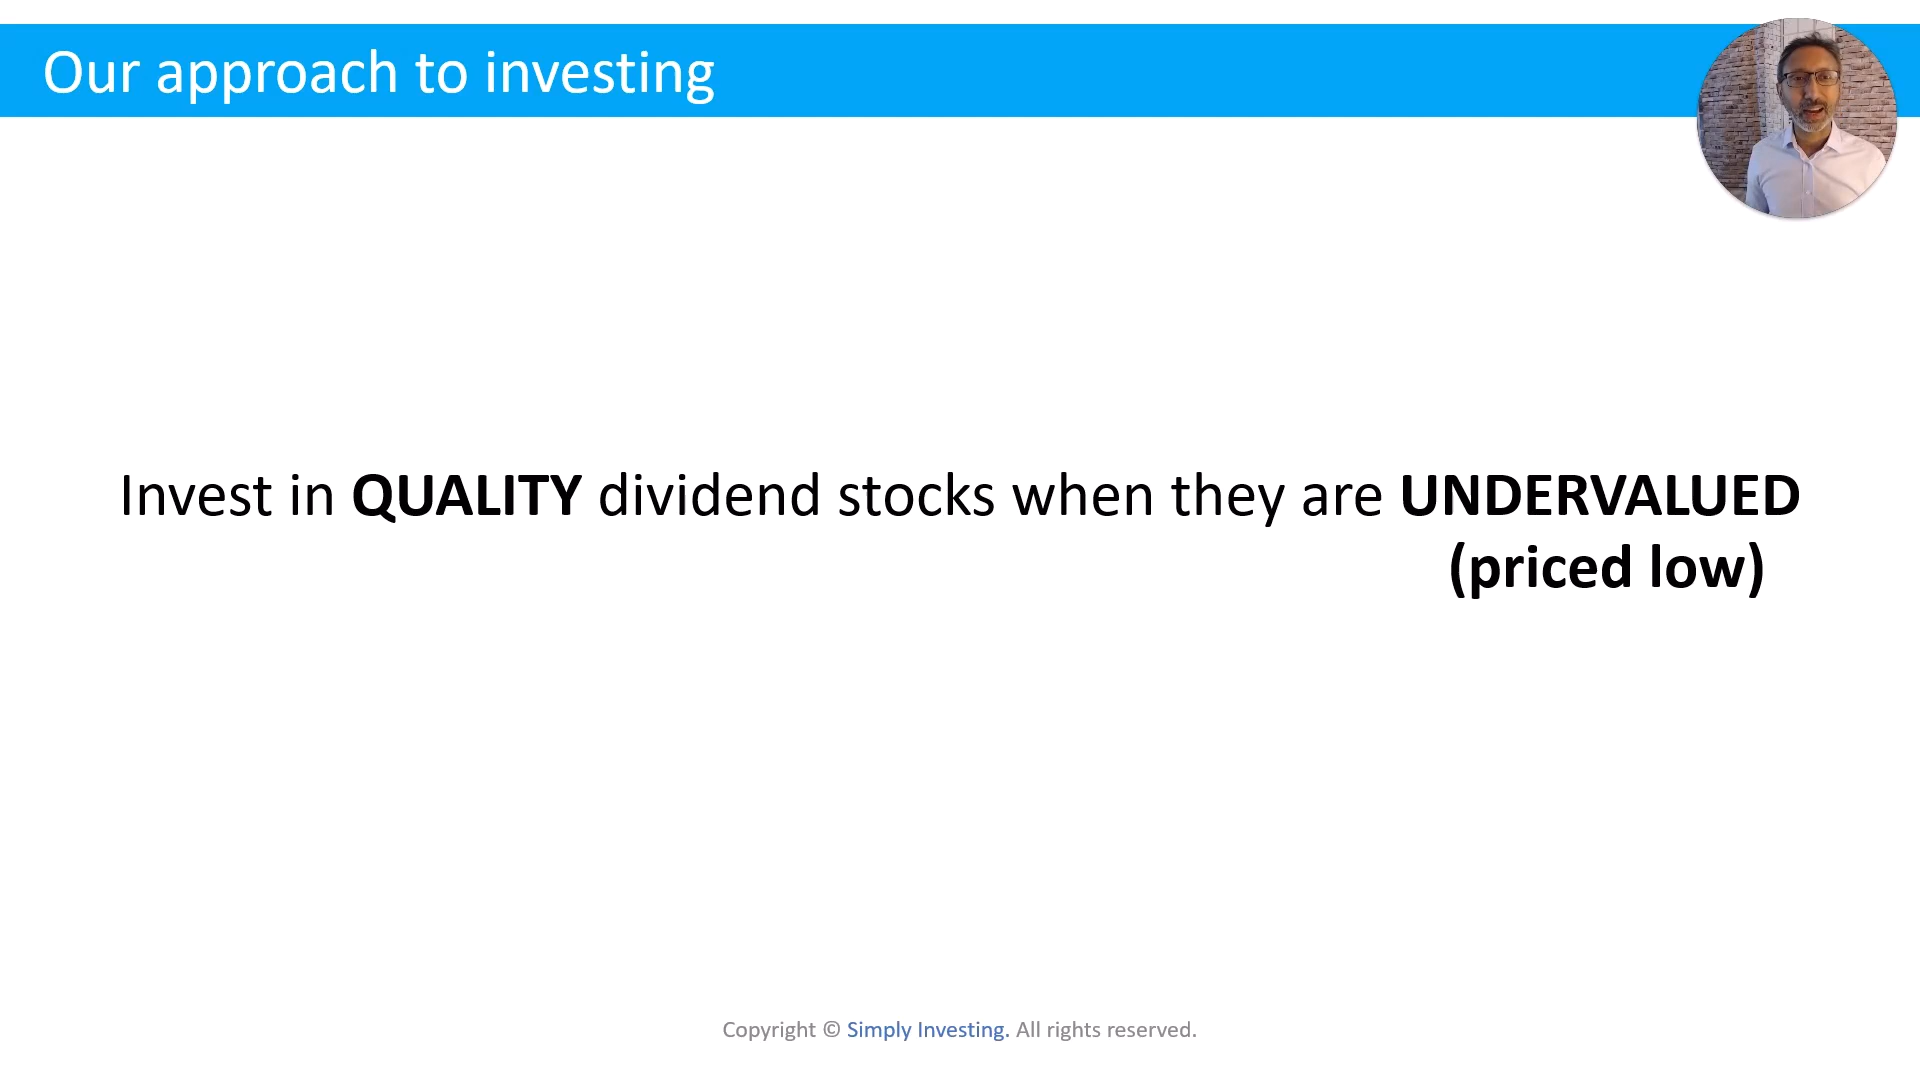 Our approach to investing
Invest in QUALITY dividend stocks when they are UNDERVALUED
(priced low)
Copyright © Simply Investing. All rights reserved.